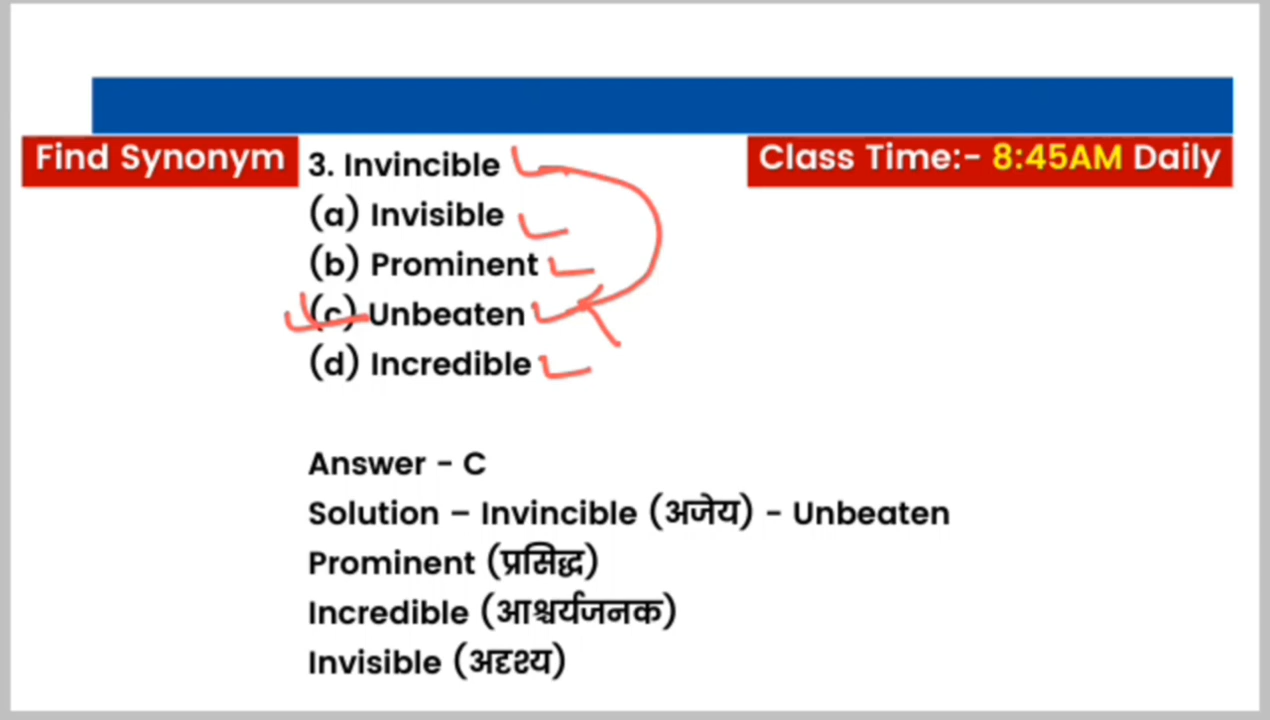 Find Synonym
Class Time:- 8:45AM Daily
3. Invincible
(a) Invisible
(b) Prominent
(c) Unbeaten
(d) Incredible
Answer - C
Solution – Invincible (अजेय) - Unbeaten
Prominent (प्रसिद्ध)
Incredible (आश्चर्यजनक)
Invisible (अदृश्य)